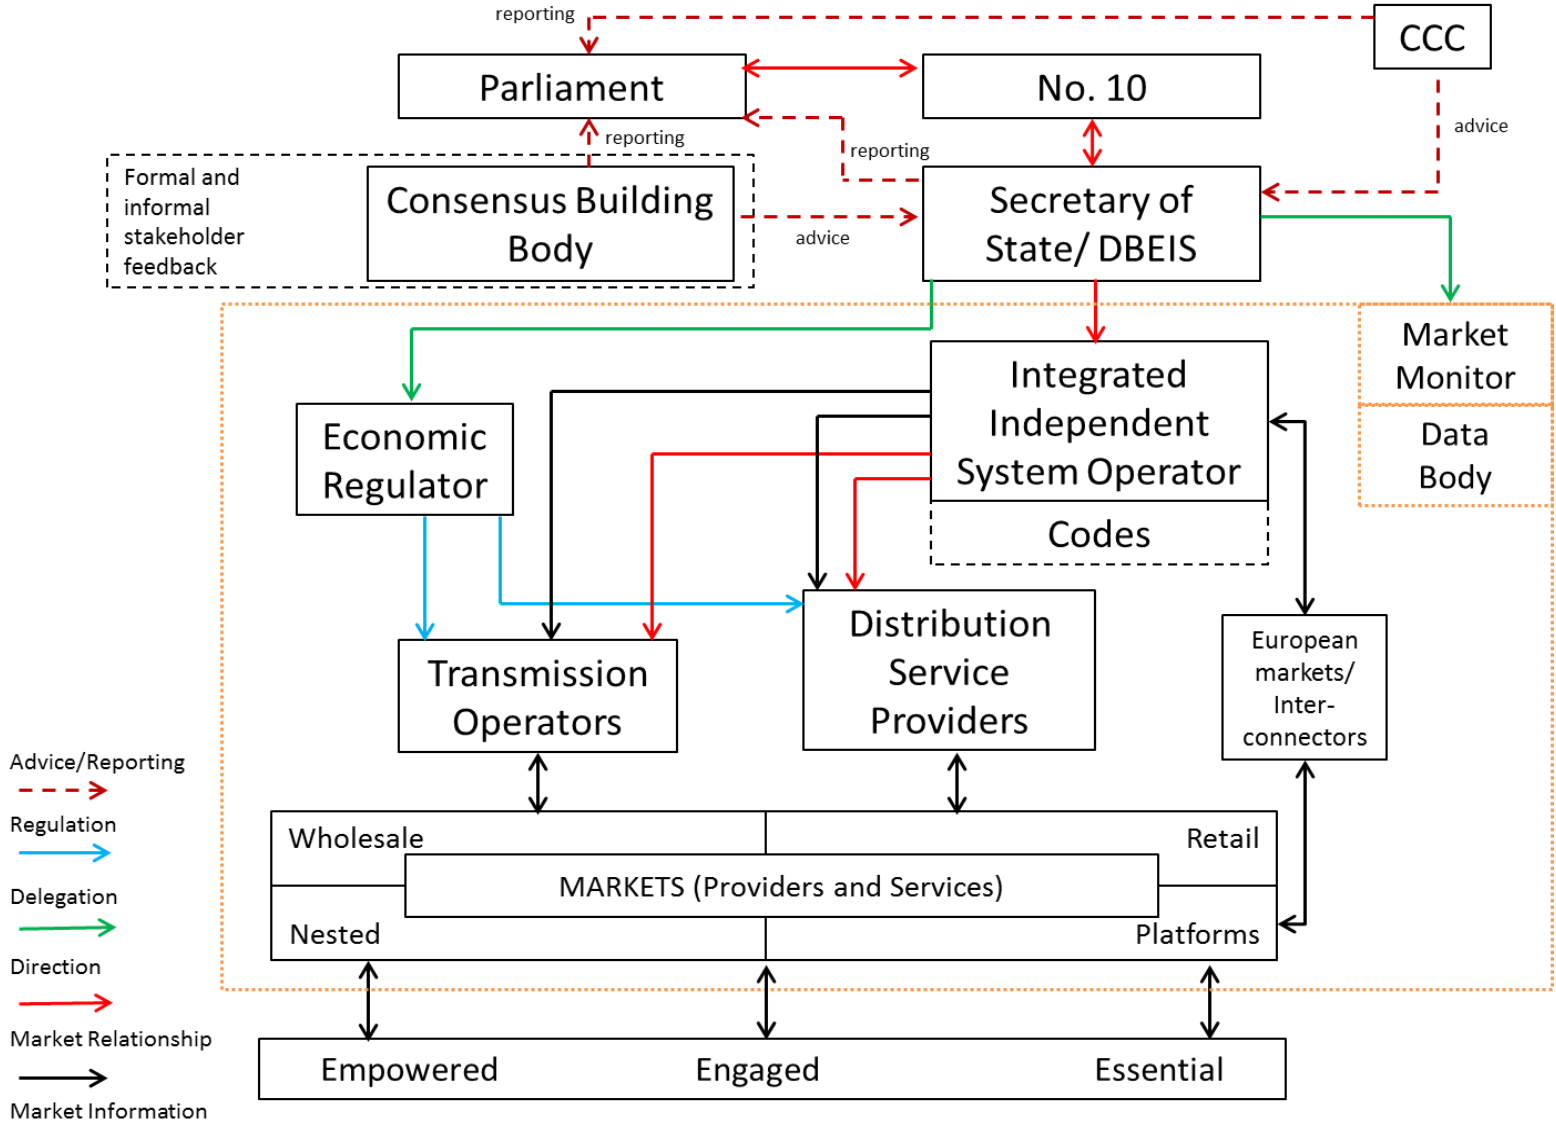 reporting
CCC
Parliament
No. 10
reporting
reporting
advice
Formal and
informal
stakeholder
feedback
Consensus Building
Body
advice
Secretary of
State/ DBEIS
Market
Monitor
Data
Body
Integrated
Independent
System Operator
Codes
Economic
Regulator
Transmission
Operators
Distribution
Service
Providers
European
markets/
Inter-
connectors
Advice/Reporting
Regulation
Delegation
Direction
Market Relationship
Market Information
Wholesale
Retail
MARKETS (Providers and Services)
Nested
Platforms
Empowered
Engaged
Essential